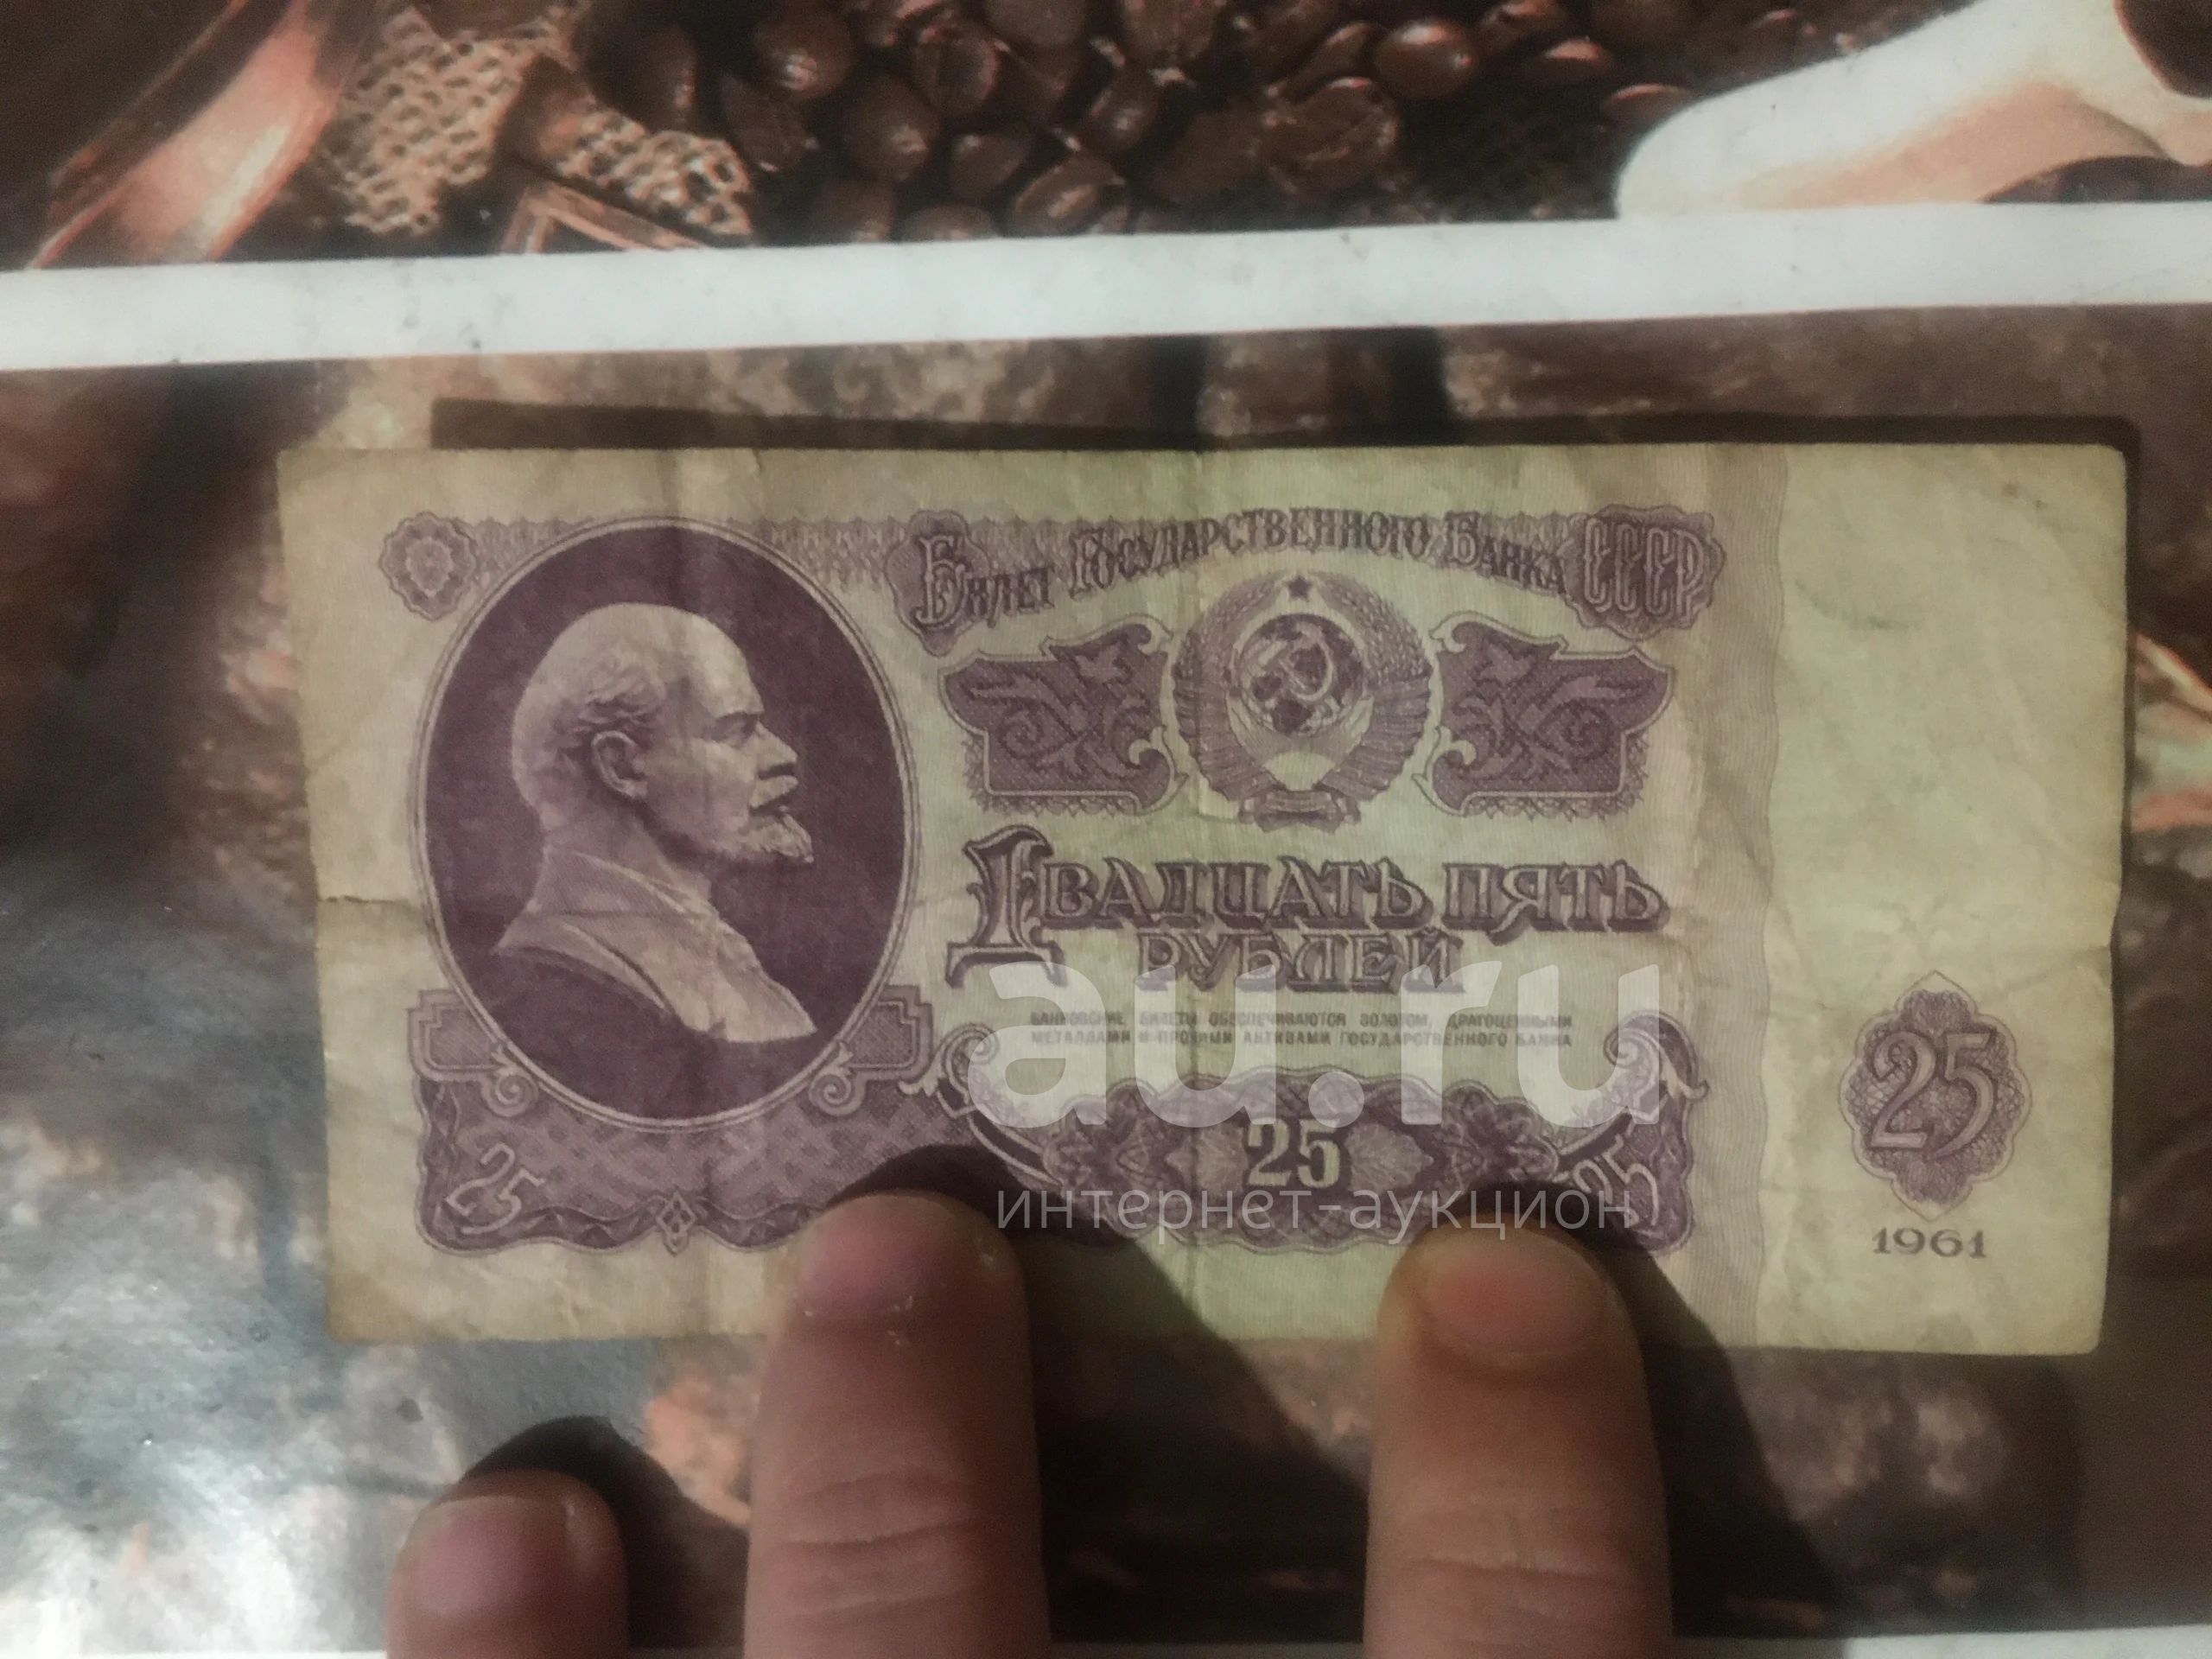 Билет Государственного Банка СССР
Двадцать пять
рублей
БАНКОВСКИЕ БИЛЕТЫ ОБЕСПЕЧИВАЮТСЯ ЗОЛОТОМ, ДРАГОЦЕННЫМИ
МЕТАЛЛАМИ И ПРОЧИМИ АКТИВАМИ ГОСУДАРСТВЕННОГО БАНКА
au.ru
25
25
25
25
интернет-аукцион
1961